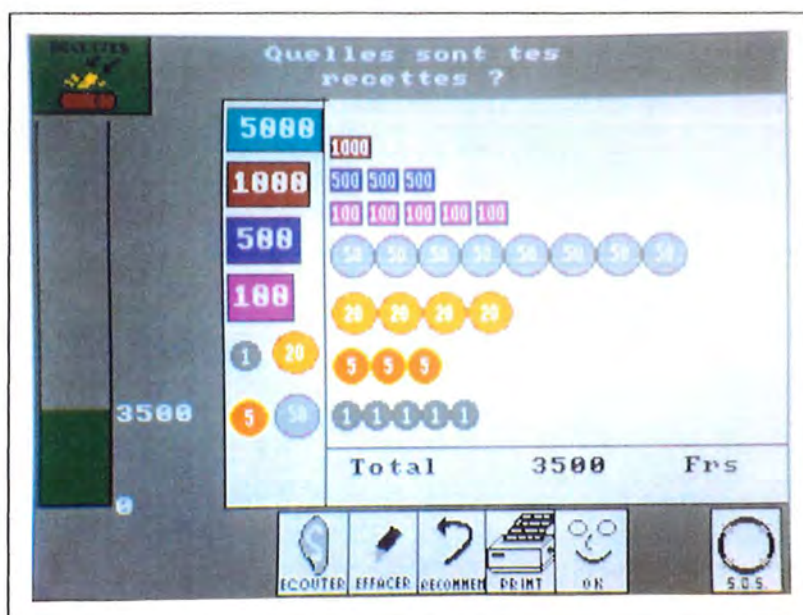 RECETTES
Quelles sont tes
recettes ?
5000
1000
500
100
1 20
5 50
1000
500 500 500
100 100 100 100 100
50 50 50 50 50 50 50 50
20 20 20 20
5 5 5
1 1 1 1 1
Total 3500 Frs
3500
0
ECOUTER EFFACER RECOMMEN PRINT OK S.O.S.